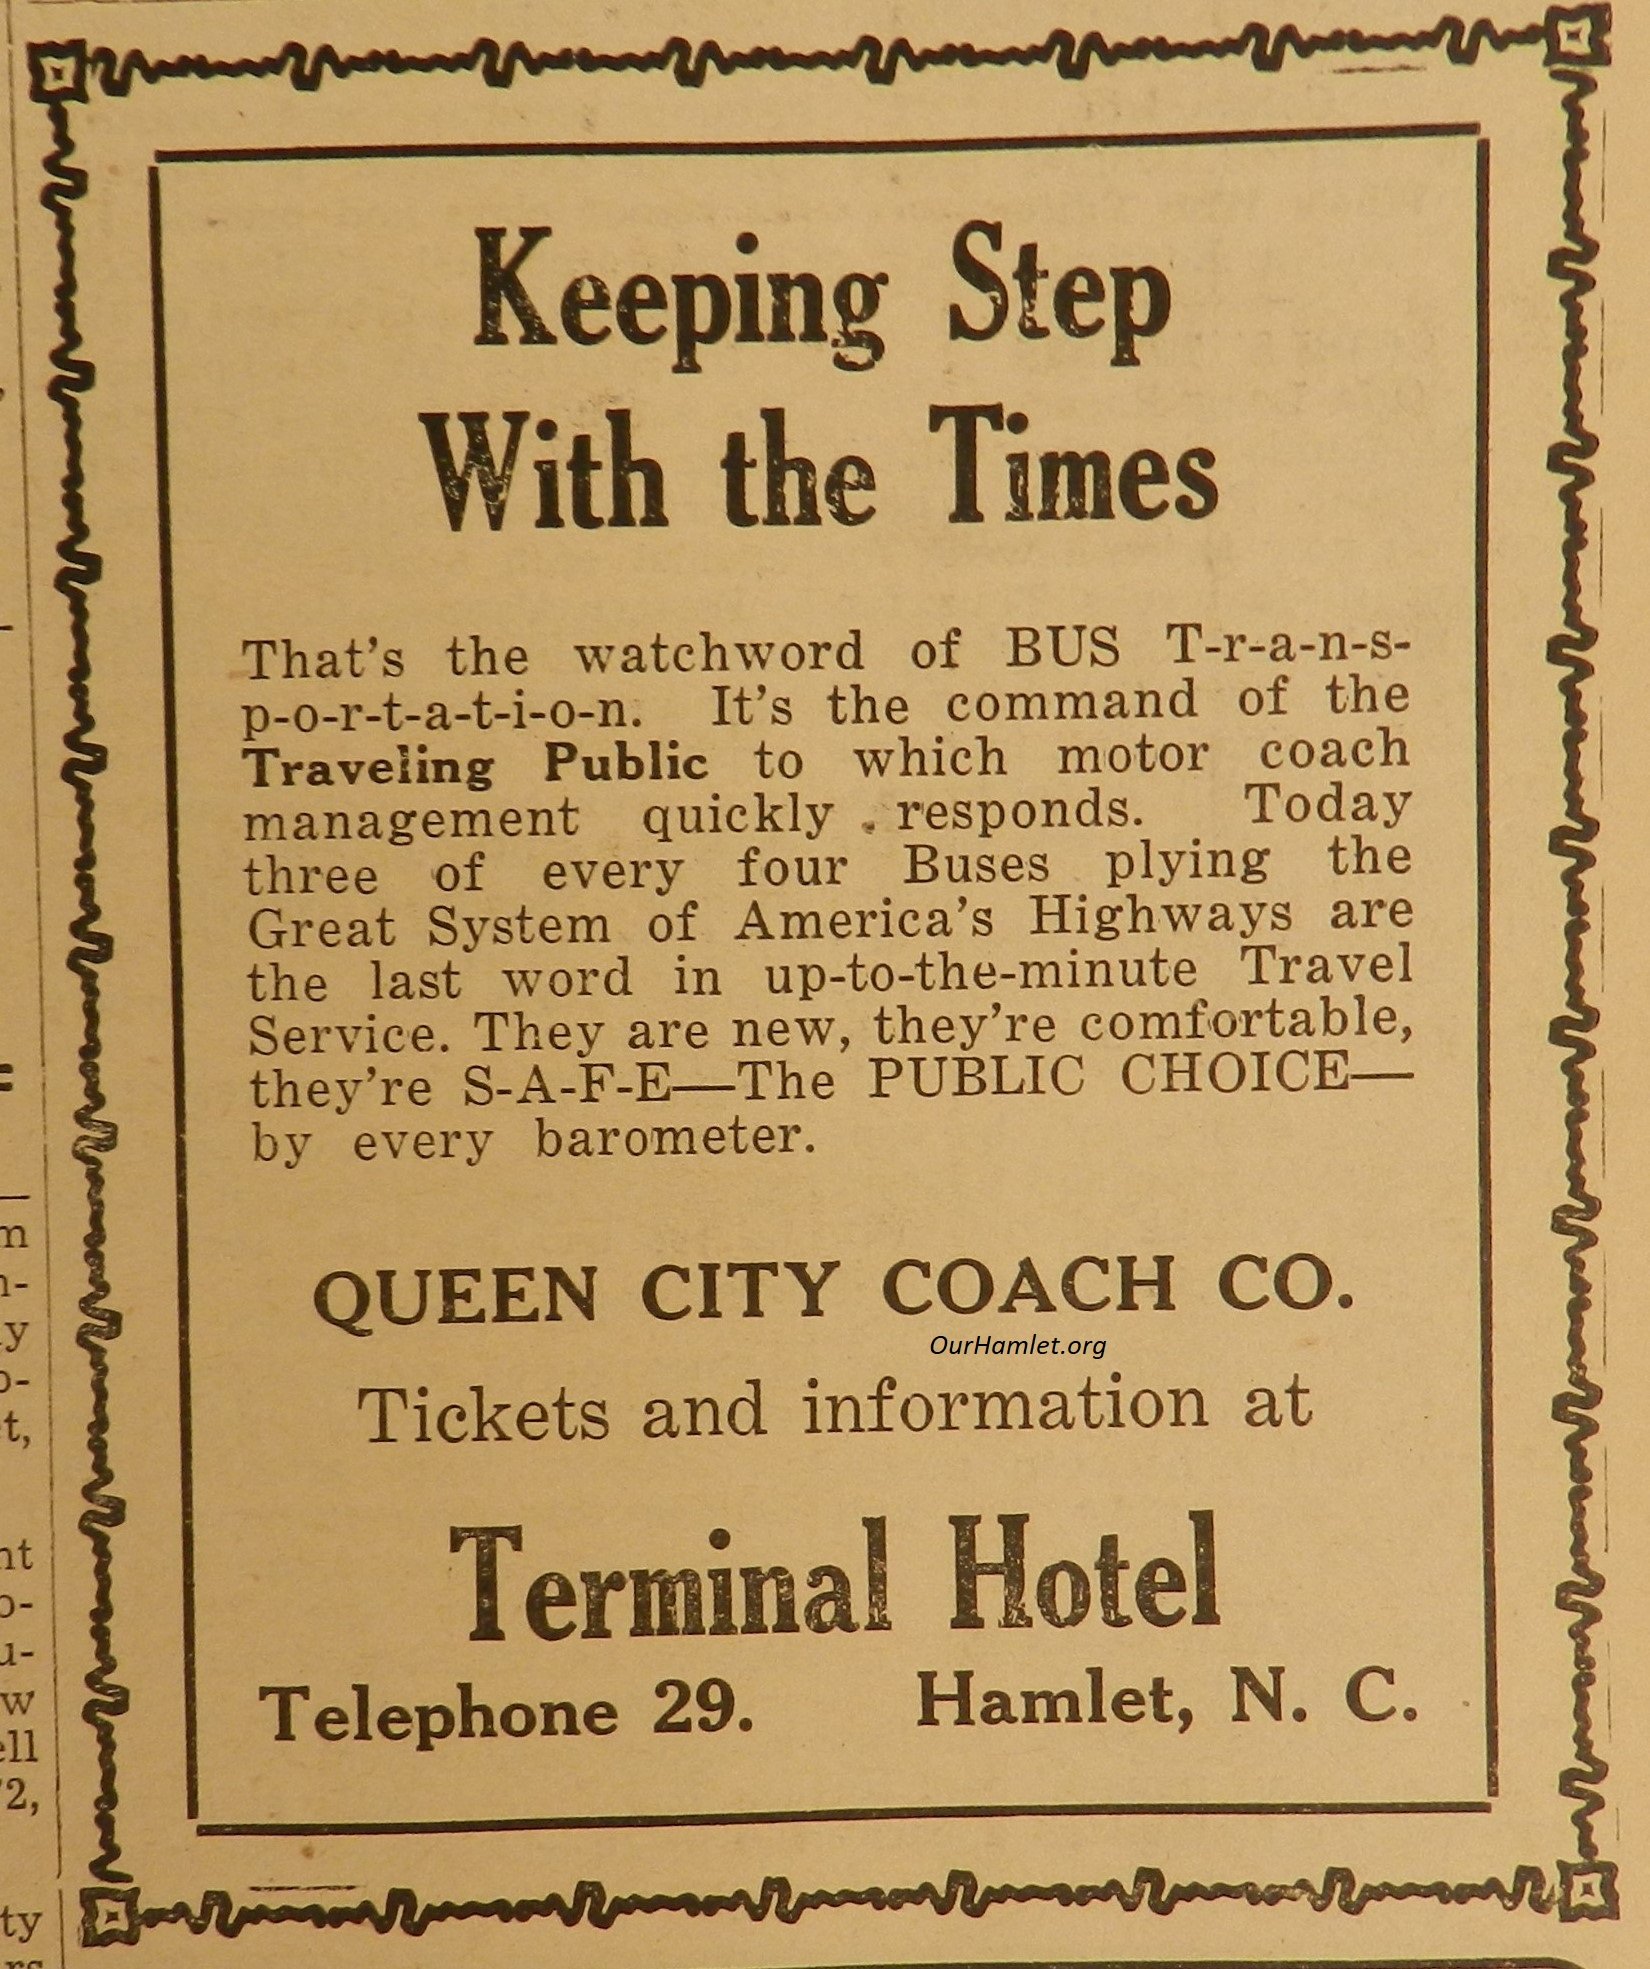 Keeping Step
With the Times
That's the watchword of BUS T-r-a-n-s-
p-o-r-t-a-t-i-o-n. It's the command of the
Traveling Public to which motor coach
management quickly responds. Today
three of every four Buses plying the
Great System of America's Highways are
the last word in up-to-the-minute Travel
Service. They are new, they're comfortable,
they're S-A-F-E—The PUBLIC CHOICE—
by every barometer.
QUEEN CITY COACH CO.
OurHamlet.org
Tickets and information at
Terminal Hotel
Telephone 29. Hamlet, N. C.